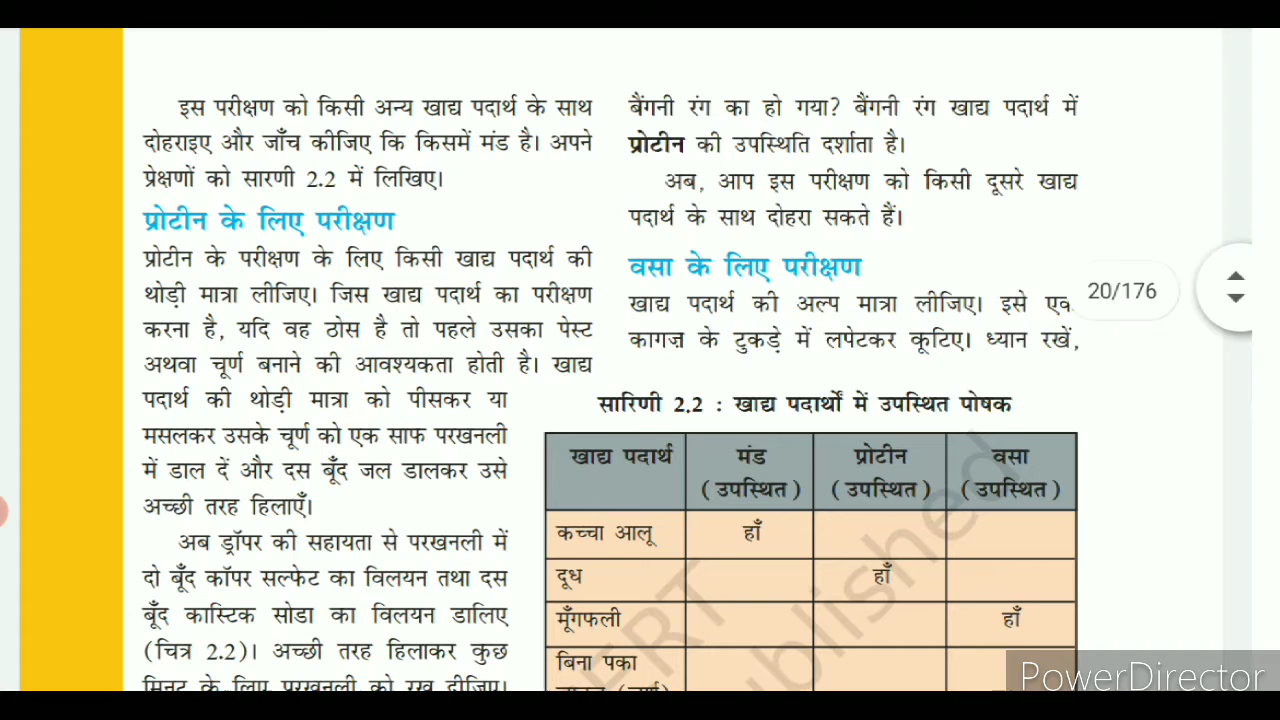 इस परीक्षण को किसी अन्य खाद्य पदार्थ के साथ
दोहराइए और जाँच कीजिए कि किसमें मंड है। अपने
प्रेक्षणों को सारणी 2.2 में लिखिए।
प्रोटीन के लिए परीक्षण
प्रोटीन के परीक्षण के लिए किसी खाद्य पदार्थ की
थोड़ी मात्रा लीजिए। जिस खाद्य पदार्थ का परीक्षण
करना है, यदि वह ठोस है तो पहले उसका पेस्ट
अथवा चूर्ण बनाने की आवश्यकता होती है। खाद्य
पदार्थ की थोड़ी मात्रा को पीसकर या
मसलकर उसके चूर्ण को एक साफ परखनली
में डाल दें और दस बूँद जल डालकर उसे
अच्छी तरह हिलाएँ।
अब ड्रॉपर की सहायता से परखनली में
दो बूँद कॉपर सल्फेट का विलयन तथा दस
बूँद कास्टिक सोडा का विलयन डालिए
(चित्र 2.2)। अच्छी तरह हिलाकर कुछ
मिनट के लिए परखनली को रख दीजिए।
बैंगनी रंग का हो गया? बैंगनी रंग खाद्य पदार्थ में
प्रोटीन की उपस्थिति दर्शाता है।
अब, आप इस परीक्षण को किसी दूसरे खाद्य
पदार्थ के साथ दोहरा सकते हैं।
वसा के लिए परीक्षण
खाद्य पदार्थ की अल्प मात्रा लीजिए। इसे एक
कागज़ के टुकड़े में लपेटकर कूटिए। ध्यान रखें,
20/176
सारिणी 2.2 : खाद्य पदार्थों में उपस्थित पोषक
खाद्य पदार्थ मंड प्रोटीन वसा
(उपस्थित) (उपस्थित) (उपस्थित)
कच्चा आलू हाँ
दूध हाँ
मूँगफली हाँ
बिना पका
PowerDirector